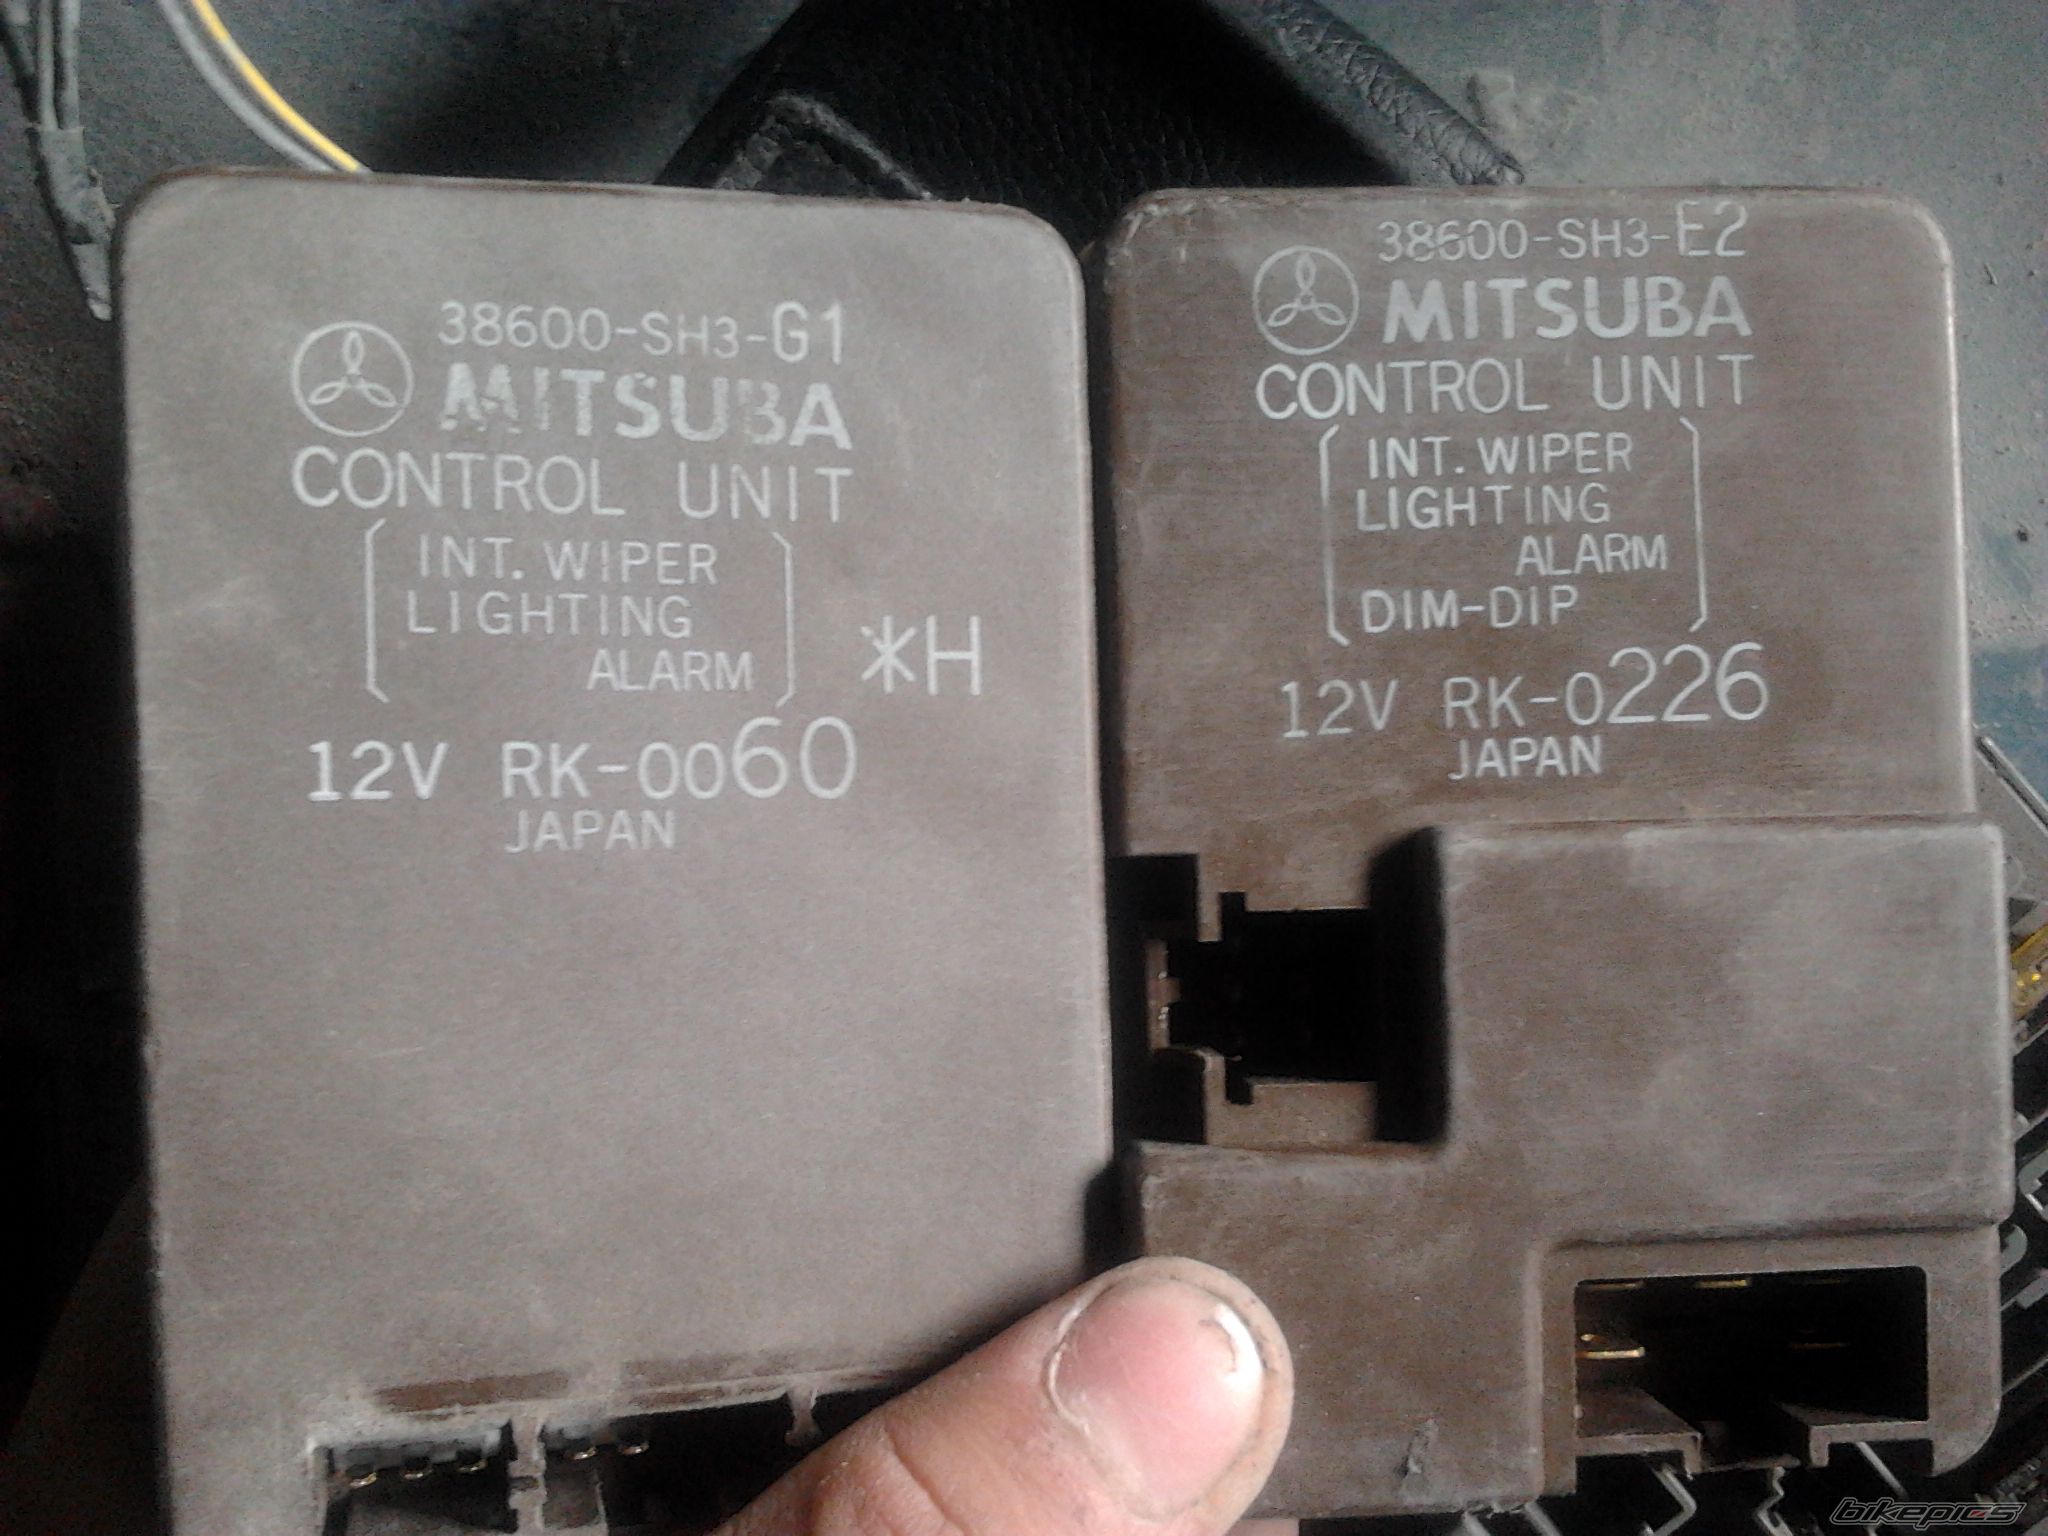 38600-SH3-G1
MITSUBA
CONTROL UNIT
INT. WIPER
LIGHTING
ALARM
*H
12V RK-0060
JAPAN
38600-SH3-E2
MITSUBA
CONTROL UNIT
INT. WIPER
LIGHTING
ALARM
DIM-DIP
12V RK-0226
JAPAN
bikepics